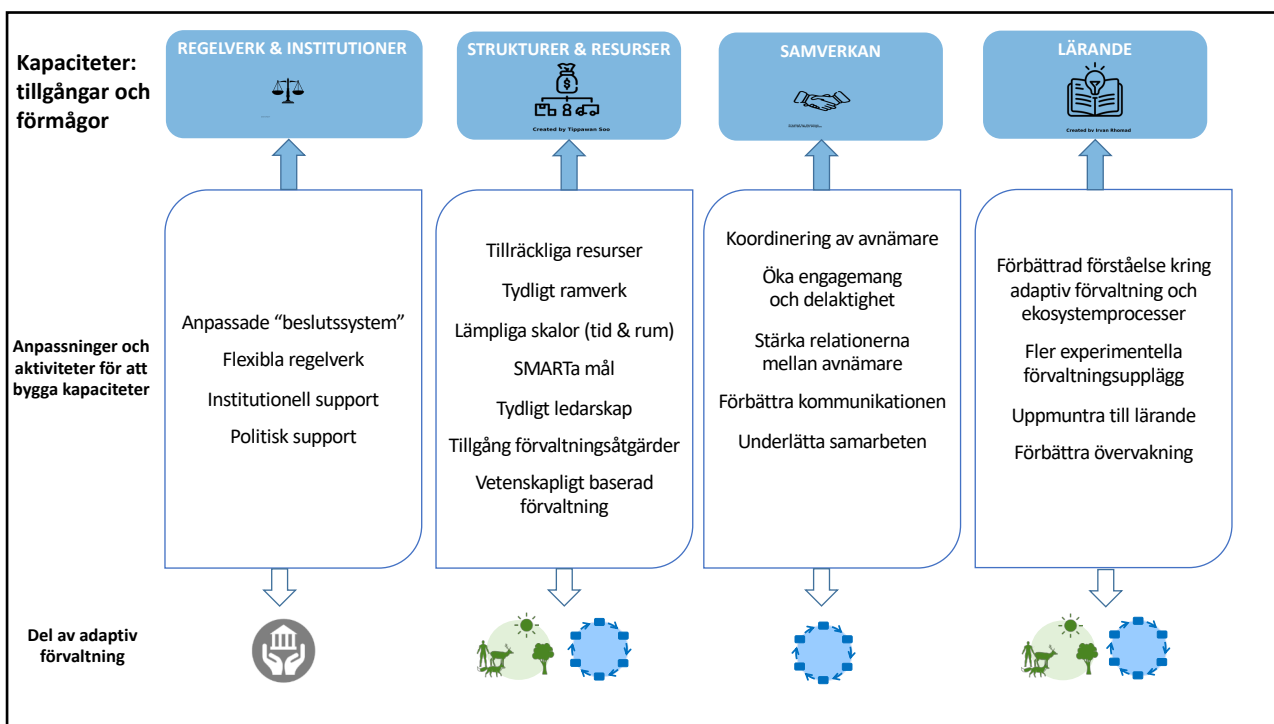 Kapaciteter:
tillgångar och
förmågor
REGELVERK & INSTITUTIONER
STRUKTURER & RESURSER
Created by Tippawan Soo
SAMVERKAN
LÄRANDE
Created by Irvan Rhomad
Anpassninger och
aktiviteter för att
bygga kapaciteter
Anpassade “beslutssystem”
Flexibla regelverk
Institutionell support
Politisk support
Tillräckliga resurser
Tydligt ramverk
Lämpliga skalor (tid & rum)
SMARTa mål
Tydligt ledarskap
Tillgång förvaltningsåtgärder
Vetenskapligt baserad
förvaltning
Koordinering av avnämare
Öka engagemang
och delaktighet
Stärka relationerna
mellan avnämare
Förbättra kommunikationen
Underlätta samarbeten
Förbättrad förståelse kring
adaptiv förvaltning och
ekosystemprocesser
Fler experimentella
förvaltningsupplägg
Uppmuntra till lärande
Förbättra övervakning
Del av adaptiv
förvaltning